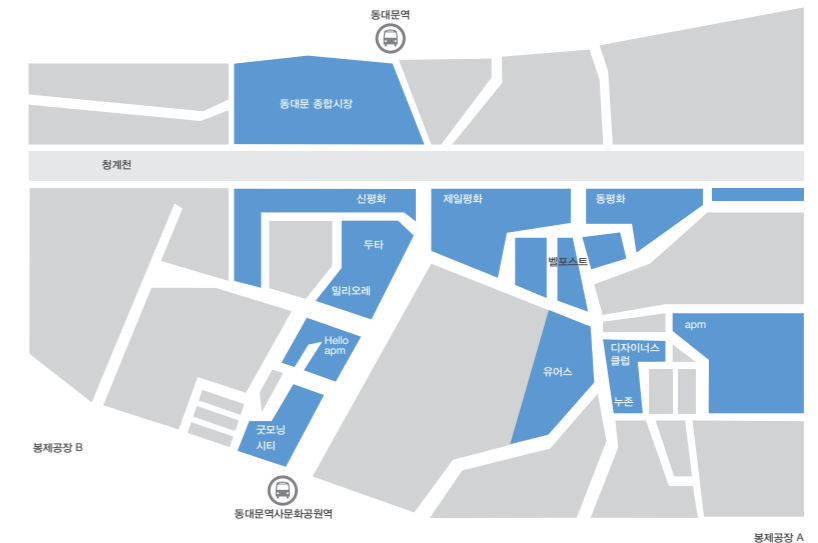 동대문역
동대문 종합시장
청계천
신평화
제일평화
동평화
두타
벨포스트
밀리오레
apm
Hello
apm
디자이너스
클럽
유어스
누존
굿모닝
시티
봉제공장 B
동대문역사문화공원역
봉제공장 A